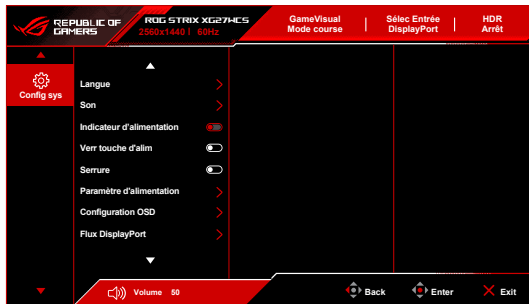 REPUBLIC OF
GAMERS
ROG STRIX XG27WCS
2560x1440 | 60Hz
GameVisual
Mode course
Sélec Entrée
DisplayPort
HDR
Arrêt
Config sys
Langue
Son
Indicateur d'alimentation
Verr touche d'alim
Serrure
Paramètre d'alimentation
Configuration OSD
Flux DisplayPort
Volume 50
Back
Enter
Exit